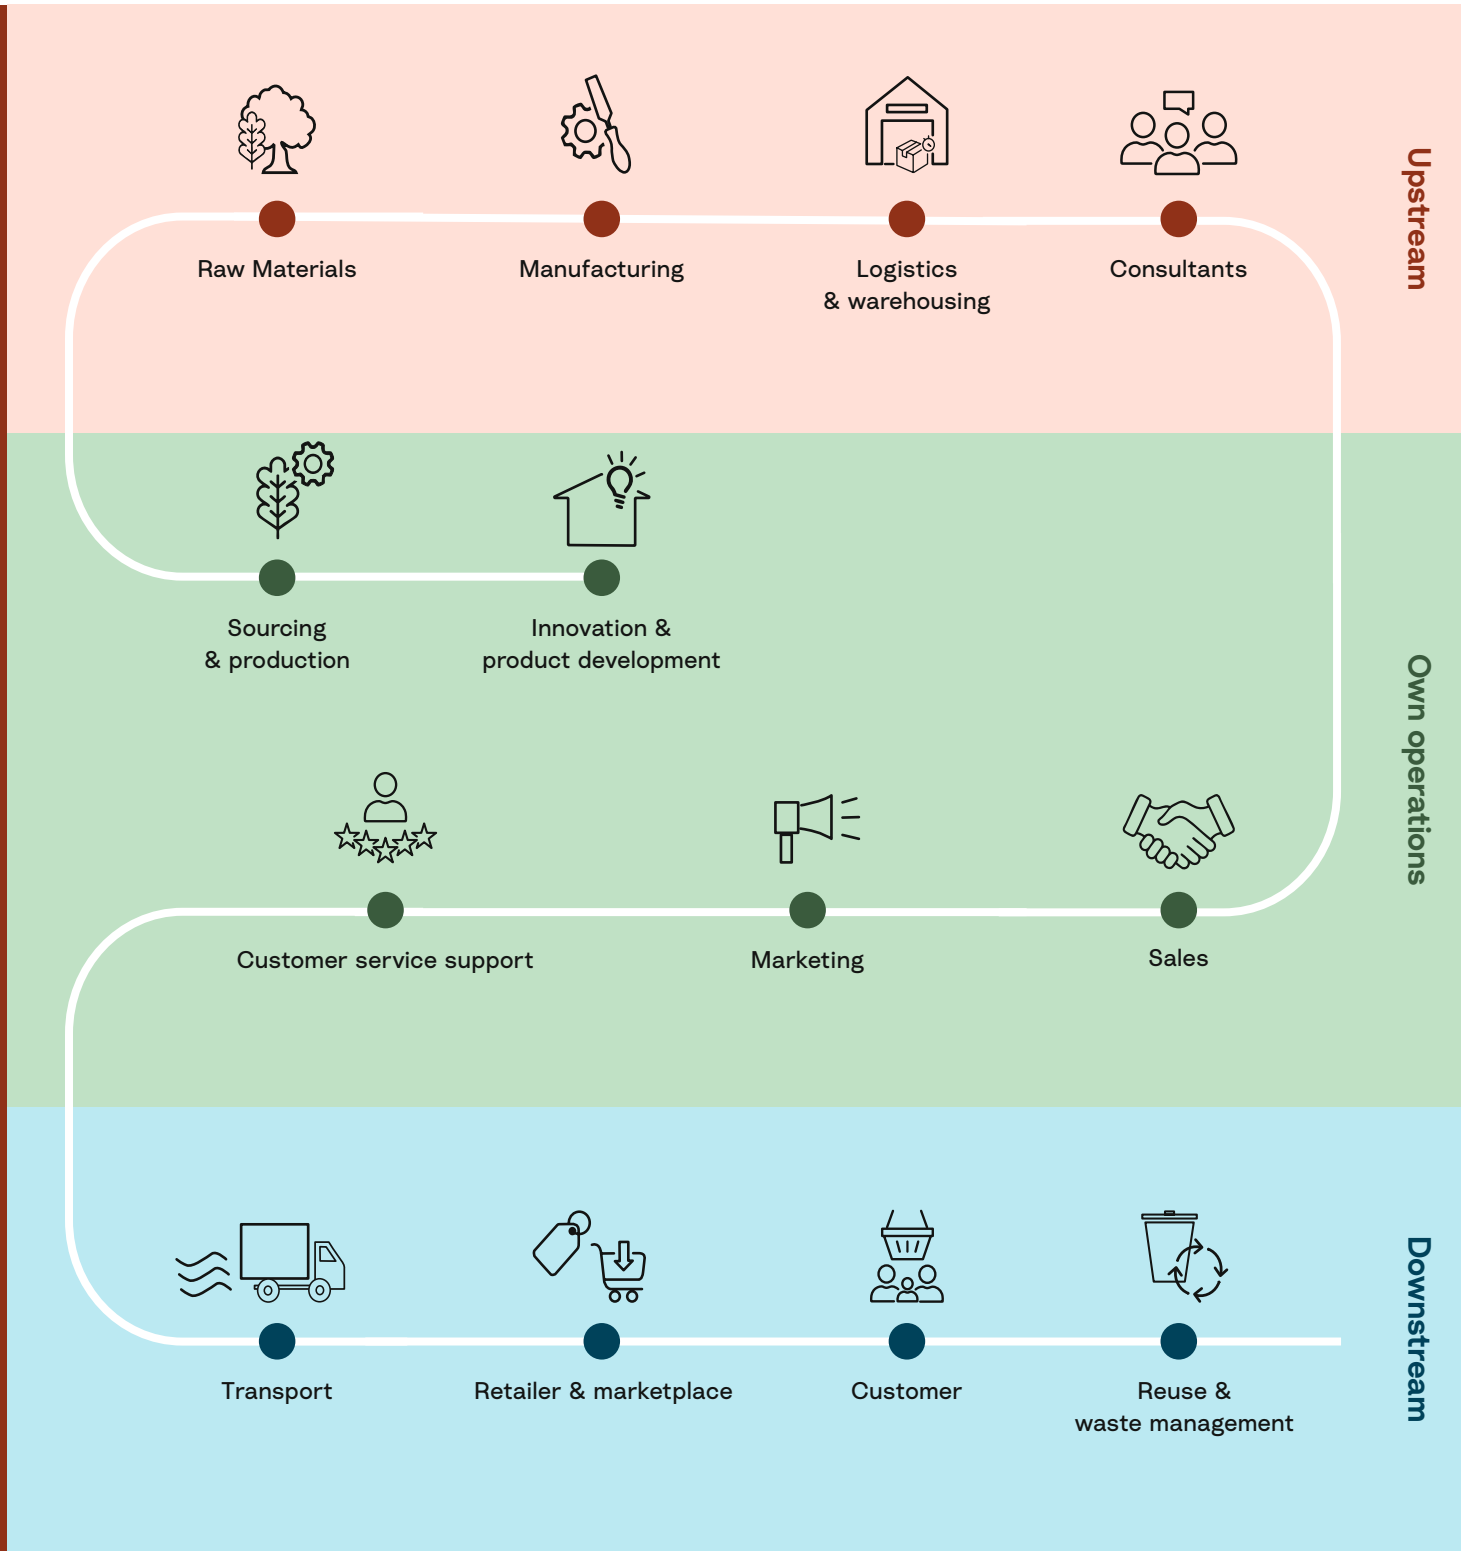 Upstream
Raw Materials
Manufacturing
Logistics
& warehousing
Consultants
Own operations
Sourcing
& production
Innovation &
product development
Customer service support
Marketing
Sales
Downstream
Transport
Retailer & marketplace
Customer
Reuse &
waste management